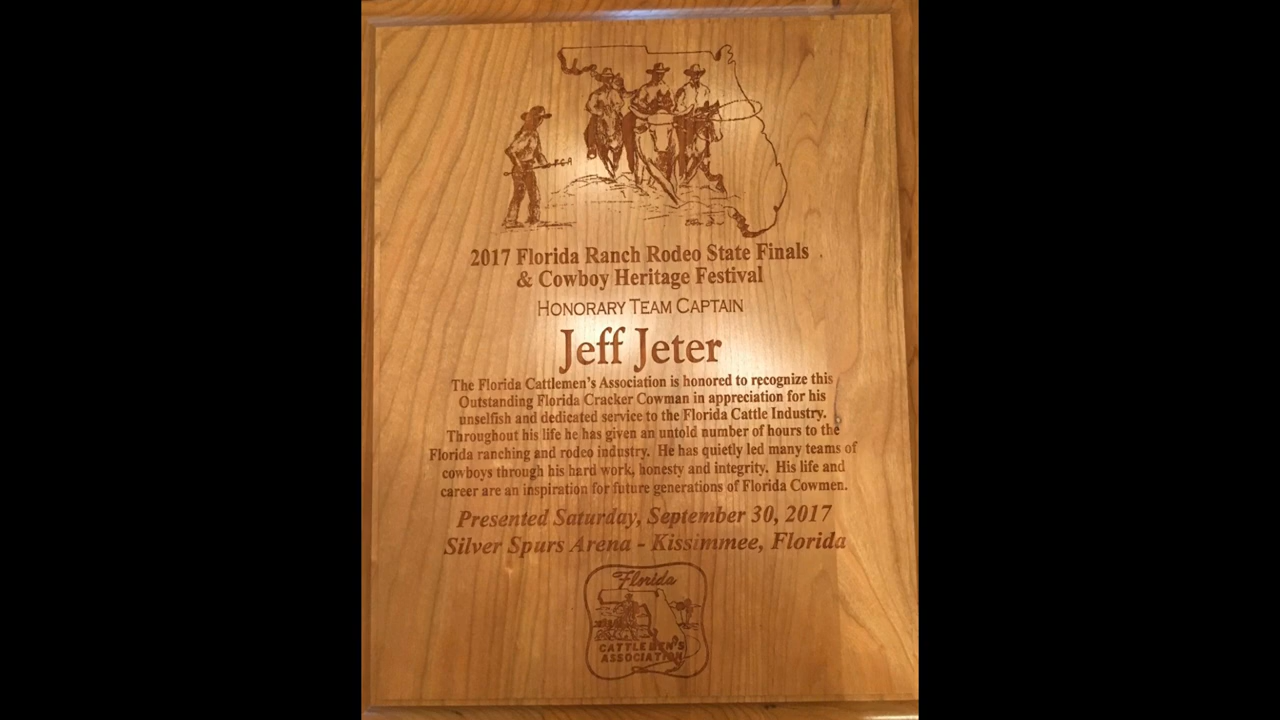 FCA
2017 Florida Ranch Rodeo State Finals
& Cowboy Heritage Festival
HONORARY TEAM CAPTAIN
Jeff Jeter
The Florida Cattlemen's Association is honored to recognize this
Outstanding Florida Cracker Cowman in appreciation for his
unselfish and dedicated service to the Florida Cattle Industry.
Throughout his life he has given an untold number of hours to the
Florida ranching and rodeo industry. He has quietly led many teams of
cowboys through his hard work, honesty and integrity. His life and
career are an inspiration for future generations of Florida Cowmen.
Presented Saturday, September 30, 2017
Silver Spurs Arena - Kissimmee, Florida
Florida
CATTLEMEN'S
ASSOCIATION